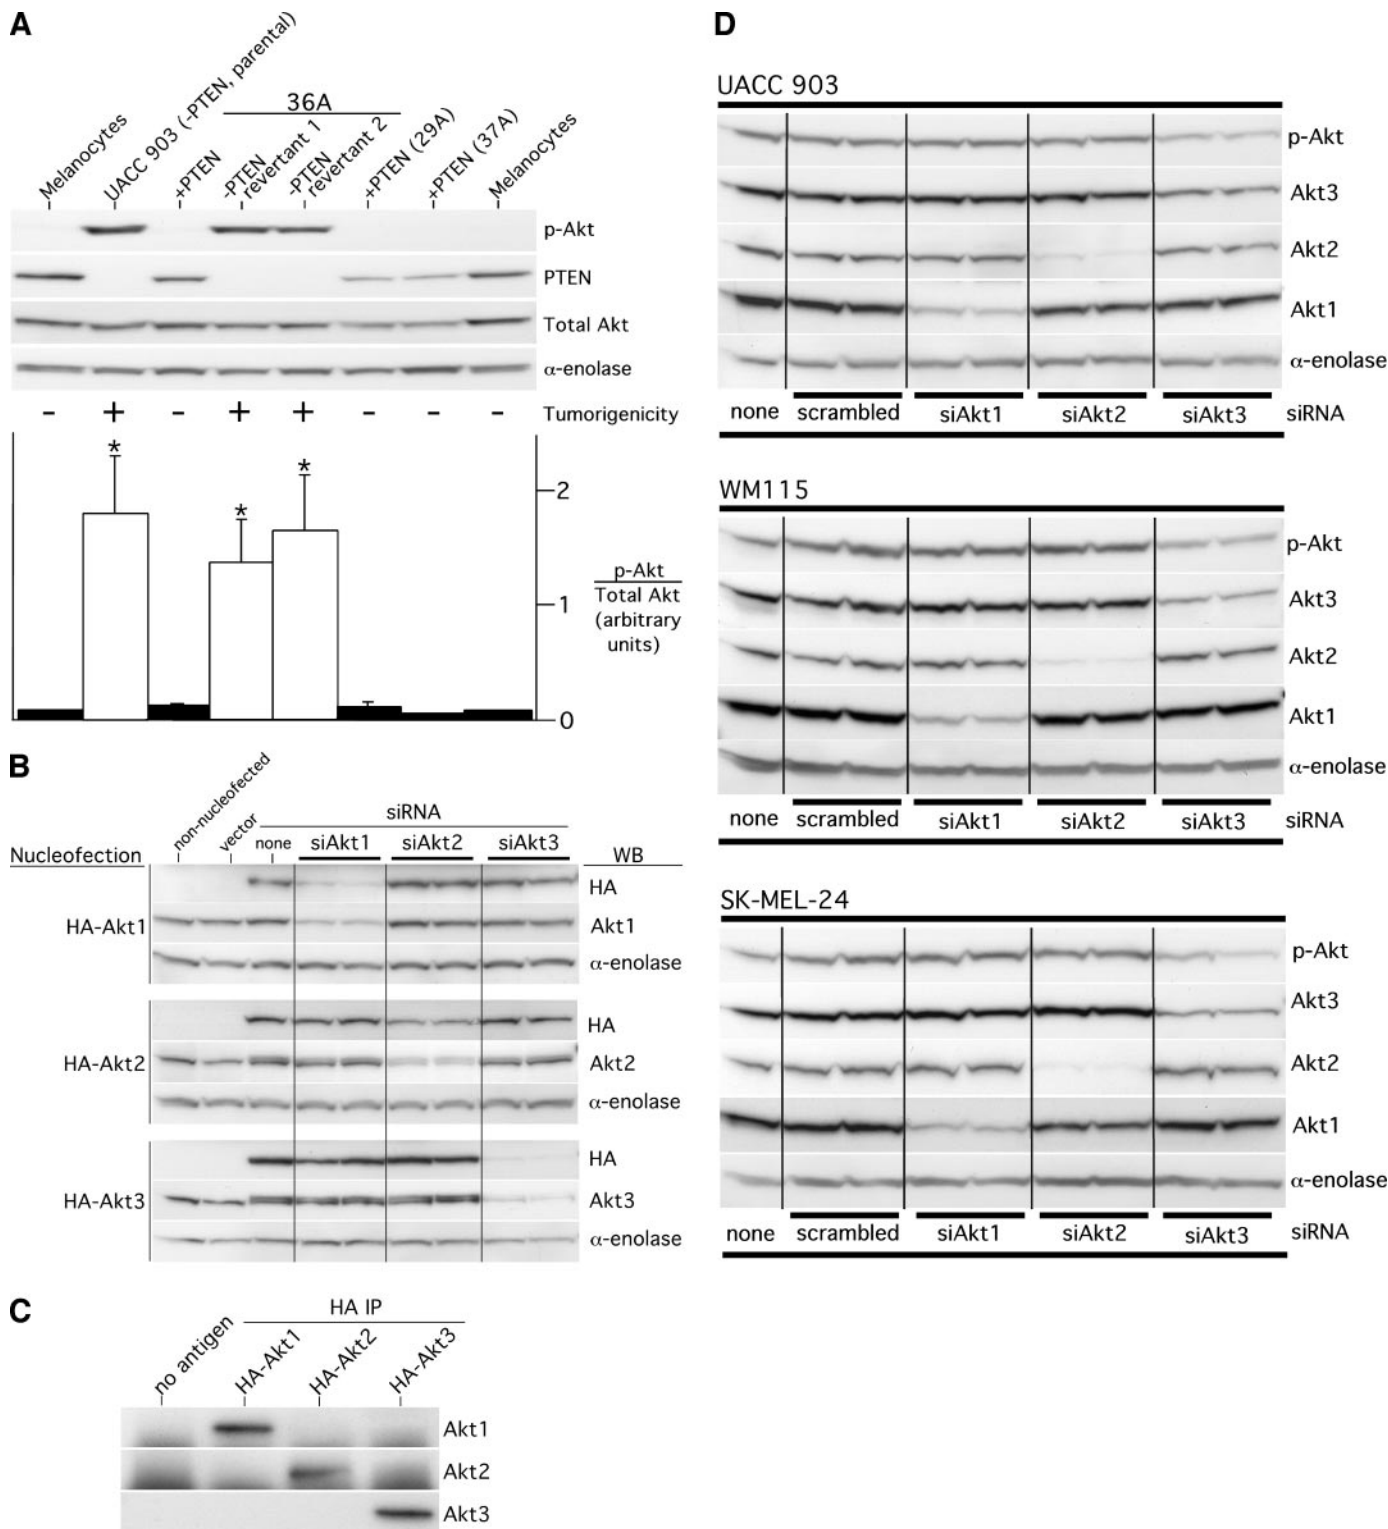 A
Melanocytes
UACC 903 (-PTEN, parental)
36A
+PTEN
-PTEN
revertant 1
-PTEN
revertant 2
+PTEN (29A)
+PTEN (37A)
Melanocytes
p-Akt
PTEN
Total Akt
α-enolase
- + - + + - - - Tumorigenicity
* * *
2
1
0
p-Akt
Total Akt
(arbitrary
units)
B
non-nucleofected
vector
siRNA
none siAkt1 siAkt2 siAkt3
Nucleofection WB
HA
HA-Akt1 Akt1
α-enolase
HA
HA-Akt2 Akt2
α-enolase
HA
HA-Akt3 Akt3
α-enolase
C
HA IP
no antigen
HA-Akt1
HA-Akt2
HA-Akt3
Akt1
Akt2
Akt3
D
UACC 903
p-Akt
Akt3
Akt2
Akt1
α-enolase
none scrambled siAkt1 siAkt2 siAkt3 siRNA
WM115
p-Akt
Akt3
Akt2
Akt1
α-enolase
none scrambled siAkt1 siAkt2 siAkt3 siRNA
SK-MEL-24
p-Akt
Akt3
Akt2
Akt1
α-enolase
none scrambled siAkt1 siAkt2 siAkt3 siRNA